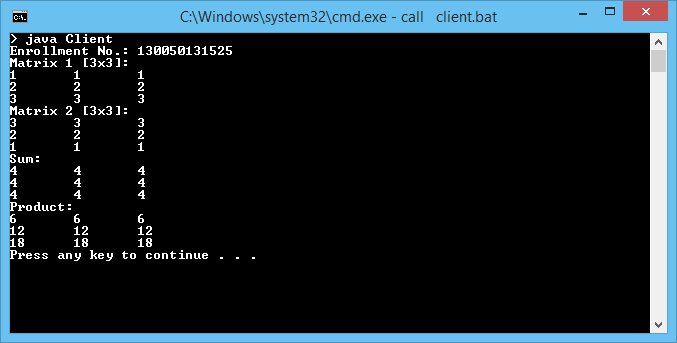 C:\Windows\system32\cmd.exe - call  client.bat
> java Client
Enrollment No.: 130050131525
Matrix 1 [3x3]:
1 1 1
2 2 2
3 3 3
Matrix 2 [3x3]:
3 3 3
2 2 2
1 1 1
Sum:
4 4 4
4 4 4
4 4 4
Product:
6 6 6
12 12 12
18 18 18
Press any key to continue . . .